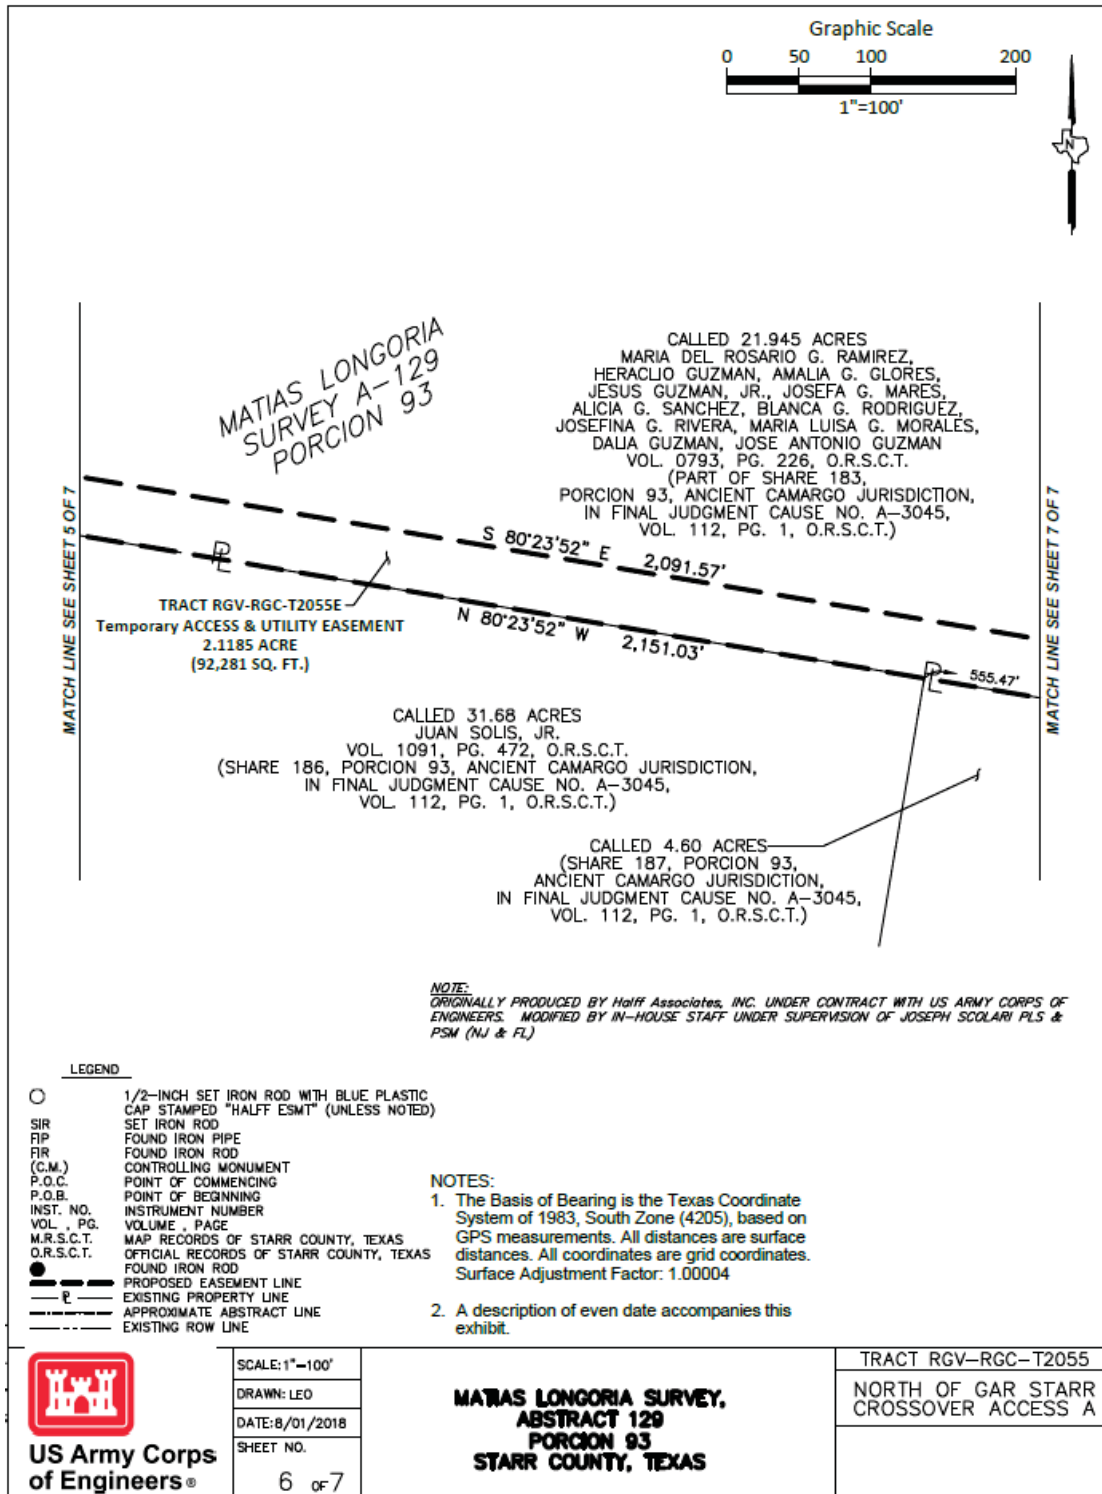 Graphic Scale
0 50 100 200
1"=100'
N
MATIAS LONGORIA
SURVEY A-129
PORCION 93
CALLED 21.945 ACRES
MARIA DEL ROSARIO G. RAMIREZ,
HERACLIO GUZMAN, AMALIA G. GLORES,
JESUS GUZMAN, JR., JOSEFA G. MARES,
ALICIA G. SANCHEZ, BLANCA G. RODRIGUEZ,
JOSEFINA G. RIVERA, MARIA LUISA G. MORALES,
DALIA GUZMAN, JOSE ANTONIO GUZMAN
VOL. 0793, PG. 226, O.R.S.C.T.
(PART OF SHARE 183,
PORCION 93, ANCIENT CAMARGO JURISDICTION,
IN FINAL JUDGMENT CAUSE NO. A-3045,
VOL. 112, PG. 1, O.R.S.C.T.)
MATCH LINE SEE SHEET 5 OF 7
MATCH LINE SEE SHEET 7 OF 7
S 80°23'52" E 2,091.57'
PL
TRACT RGV-RGC-T2055E
Temporary ACCESS & UTILITY EASEMENT
2.1185 ACRE
(92,281 SQ. FT.)
N 80°23'52" W 2,151.03'
PL
555.47'
CALLED 31.68 ACRES
JUAN SOLIS, JR.
VOL. 1091, PG. 472, O.R.S.C.T.
(SHARE 186, PORCION 93, ANCIENT CAMARGO JURISDICTION,
IN FINAL JUDGMENT CAUSE NO. A-3045,
VOL. 112, PG. 1, O.R.S.C.T.)
CALLED 4.60 ACRES
(SHARE 187, PORCION 93,
ANCIENT CAMARGO JURISDICTION,
IN FINAL JUDGMENT CAUSE NO. A-3045,
VOL. 112, PG. 1, O.R.S.C.T.)
NOTE:
ORIGINALLY PRODUCED BY Halff Associates, INC. UNDER CONTRACT WITH US ARMY CORPS OF
ENGINEERS. MODIFIED BY IN-HOUSE STAFF UNDER SUPERVISION OF JOSEPH SCOLARI PLS &
PSM (NJ & FL)
LEGEND
1/2-INCH SET IRON ROD WITH BLUE PLASTIC
CAP STAMPED "HALFF ESMT" (UNLESS NOTED)
SIR SET IRON ROD
FIP FOUND IRON PIPE
FIR FOUND IRON ROD
(C.M.) CONTROLLING MONUMENT
P.O.C. POINT OF COMMENCING
P.O.B. POINT OF BEGINNING
INST. NO. INSTRUMENT NUMBER
VOL , PG. VOLUME , PAGE
M.R.S.C.T. MAP RECORDS OF STARR COUNTY, TEXAS
O.R.S.C.T. OFFICIAL RECORDS OF STARR COUNTY, TEXAS
FOUND IRON ROD
PROPOSED EASEMENT LINE
PL EXISTING PROPERTY LINE
APPROXIMATE ABSTRACT LINE
EXISTING ROW LINE
NOTES:
1. The Basis of Bearing is the Texas Coordinate
System of 1983, South Zone (4205), based on
GPS measurements. All distances are surface
distances. All coordinates are grid coordinates.
Surface Adjustment Factor: 1.00004
2. A description of even date accompanies this
exhibit.
US Army Corps
of Engineers ®
SCALE: 1"=100'
DRAWN: LEO
DATE: 8/01/2018
SHEET NO.
6 OF 7
MATIAS LONGORIA SURVEY,
ABSTRACT 129
PORCION 93
STARR COUNTY, TEXAS
TRACT RGV-RGC-T2055
NORTH OF GAR STARR
CROSSOVER ACCESS A